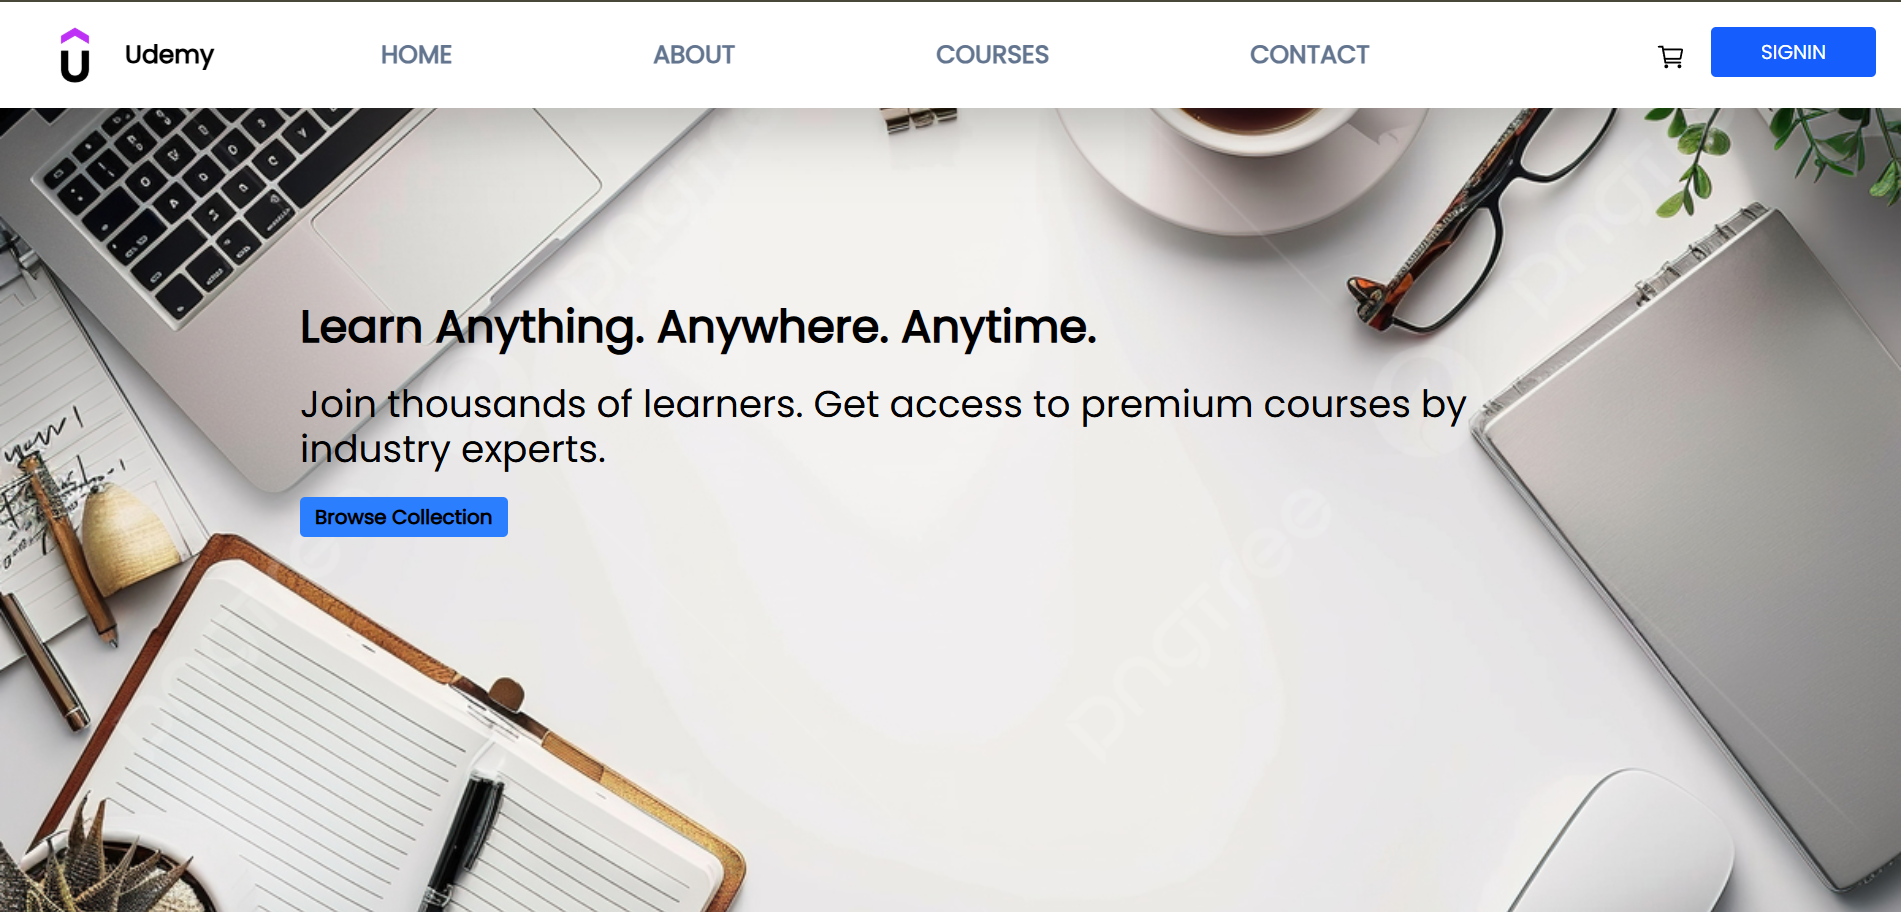 Udemy
HOME
ABOUT
COURSES
CONTACT
SIGNIN
Learn Anything. Anywhere. Anytime.
Join thousands of learners. Get access to premium courses by
industry experts.
Browse Collection
pngtree